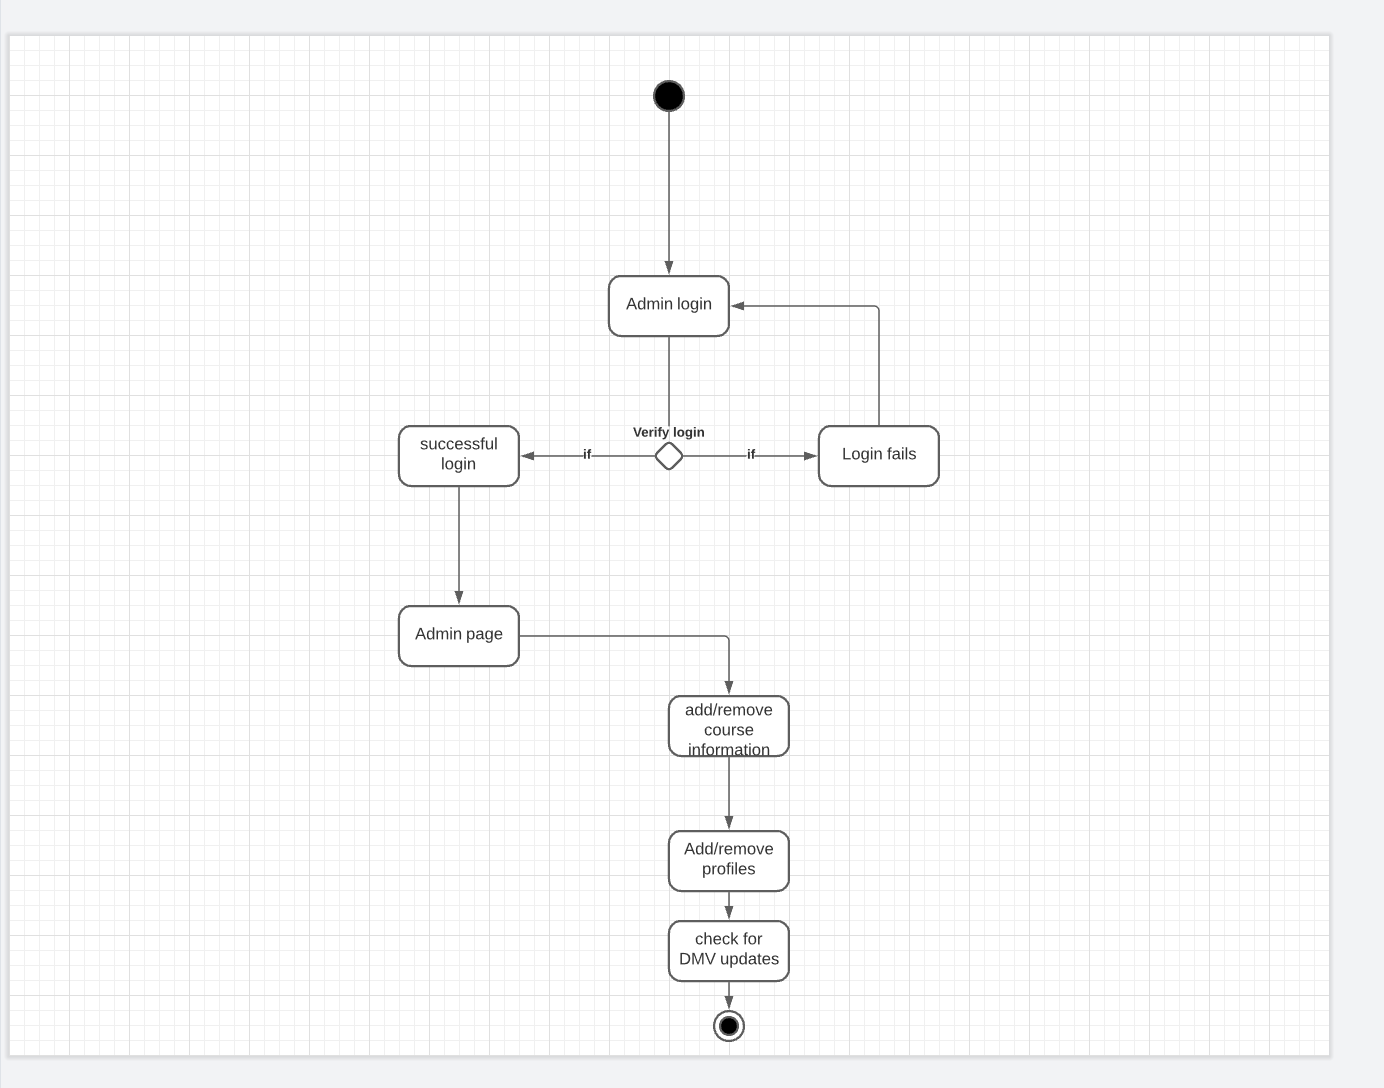 Admin login
Verify login
successful
login
if
if
Login fails
Admin page
add/remove
course
information
Add/remove
profiles
check for
DMV updates